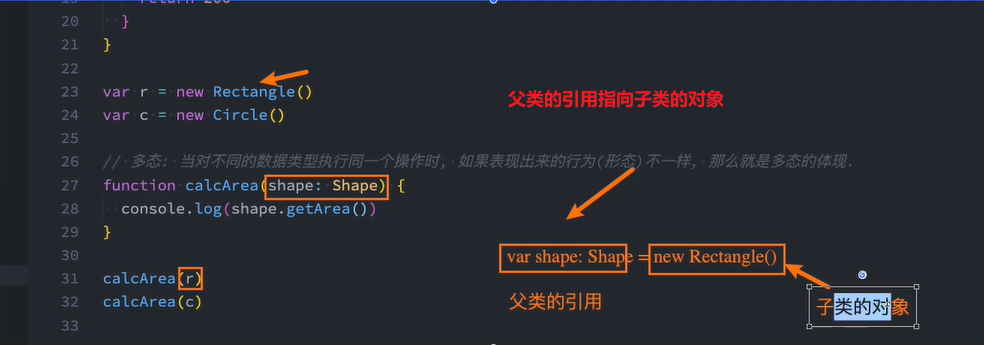 19 return 200
20 }
21 }
22
23 var r = new Rectangle()
24 var c = new Circle()
父类的引用指向子类的对象
25
26 // 多态: 当对不同的数据类型执行同一个操作时, 如果表现出来的行为(形态)不一样, 那么就是多态的体现.
27 function calcArea(shape: Shape) {
28 console.log(shape.getArea())
29 }
30
var shape: Shape = new Rectangle()
31 calcArea(r)
32 calcArea(c)
父类的引用
子类的对象
33